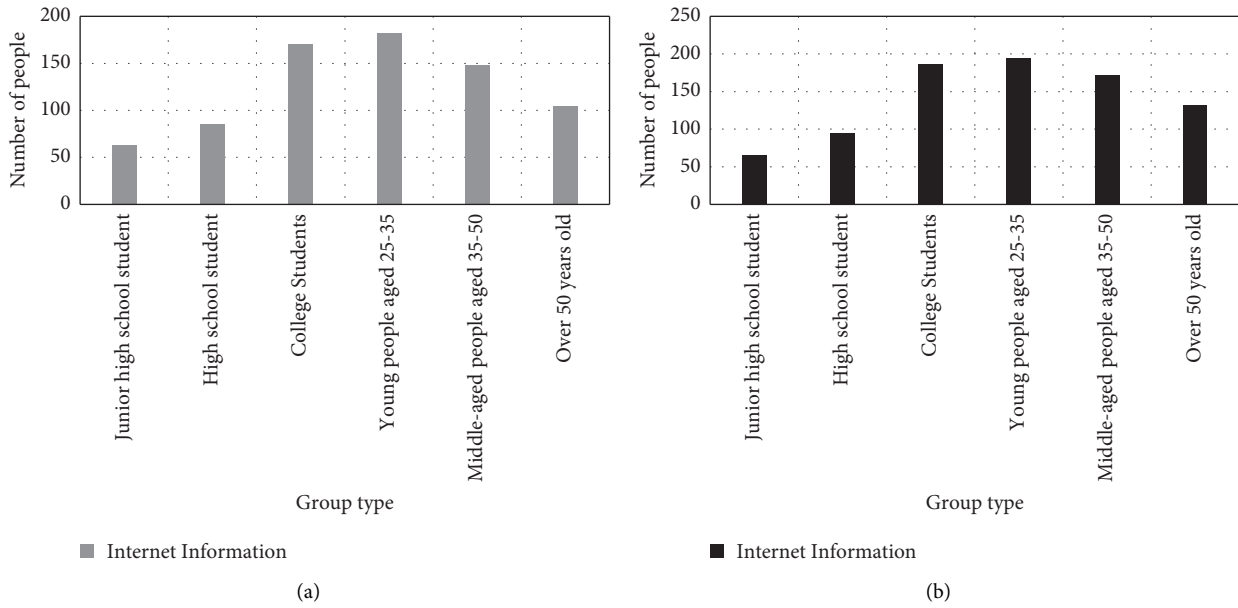 Number of people
200
150
100
50
0
Junior high school student
High school student
College Students
Young people aged 25-35
Middle-aged people aged 35-50
Over 50 years old
Group type
Internet Information
(a)
Number of people
250
200
150
100
50
0
Junior high school student
High school student
College Students
Young people aged 25-35
Middle-aged people aged 35-50
Over 50 years old
Group type
Internet Information
(b)